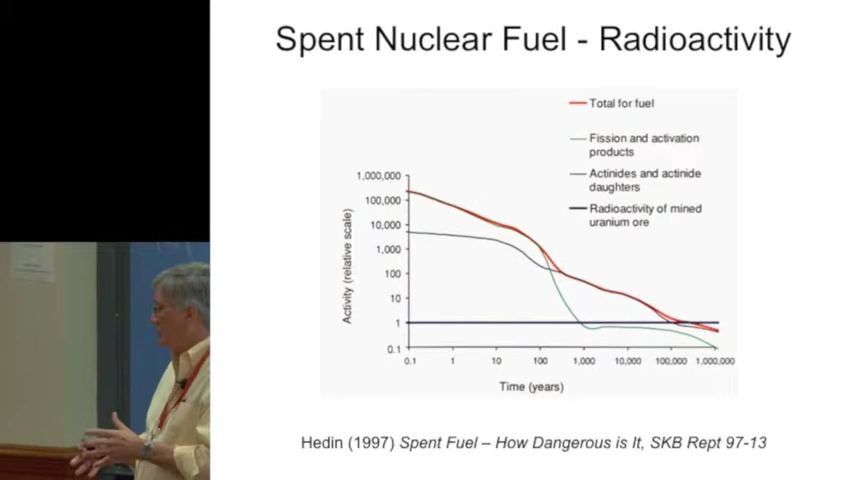 Spent Nuclear Fuel - Radioactivity
Total for fuel
Fission and activation
products
Actinides and actinide
daughters
Radioactivity of mined
uranium ore
1,000,000
100,000
10,000
1,000
100
10
1
0.1
Activity (relative scale)
0.1 1 10 100 1,000 10,000 100,000 1,000,000
Time (years)
Hedin (1997) Spent Fuel – How Dangerous is It, SKB Rept 97-13